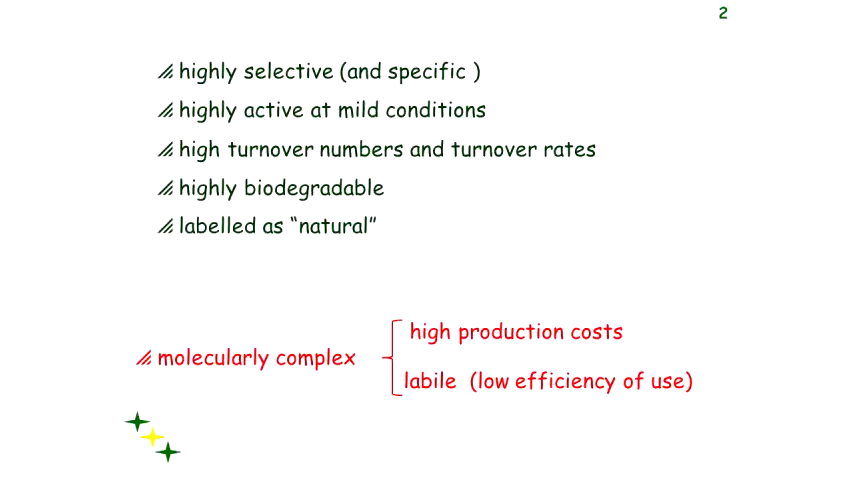 2
highly selective (and specific )
highly active at mild conditions
high turnover numbers and turnover rates
highly biodegradable
labelled as “natural”
high production costs
molecularly complex
labile (low efficiency of use)